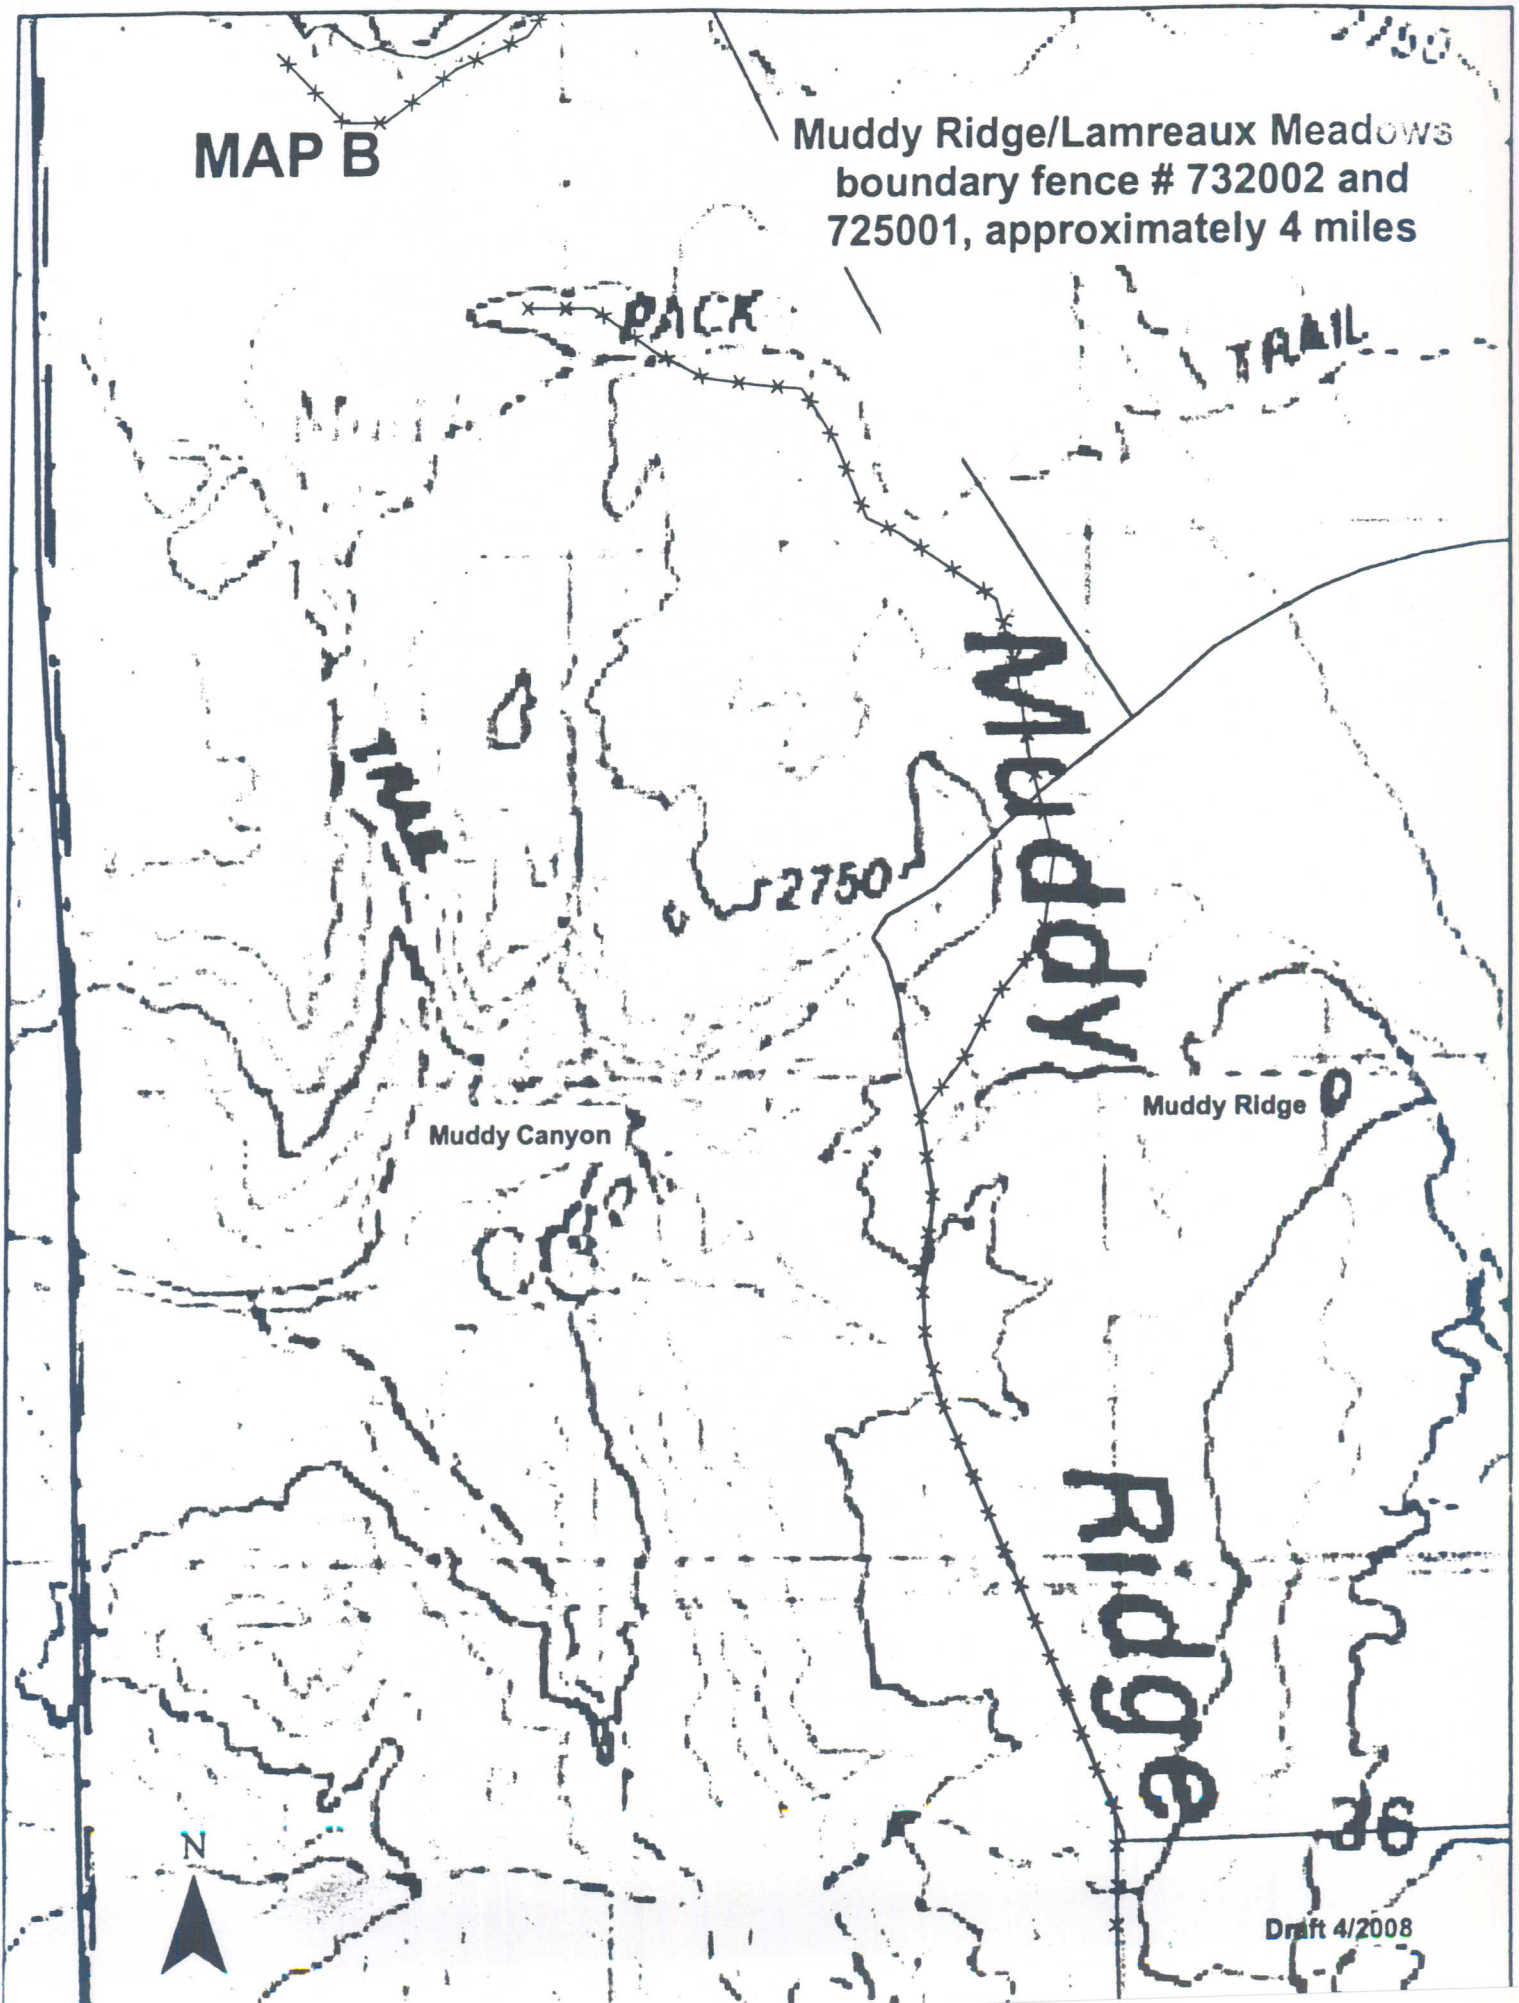 7750
MAP B
Muddy Ridge/Lamreaux Meadows
boundary fence # 732002 and
725001, approximately 4 miles
PACK
TRAIL
Muddy
2750
Muddy Ridge
Muddy Canyon
Ridge
36
N
Draft 4/2008